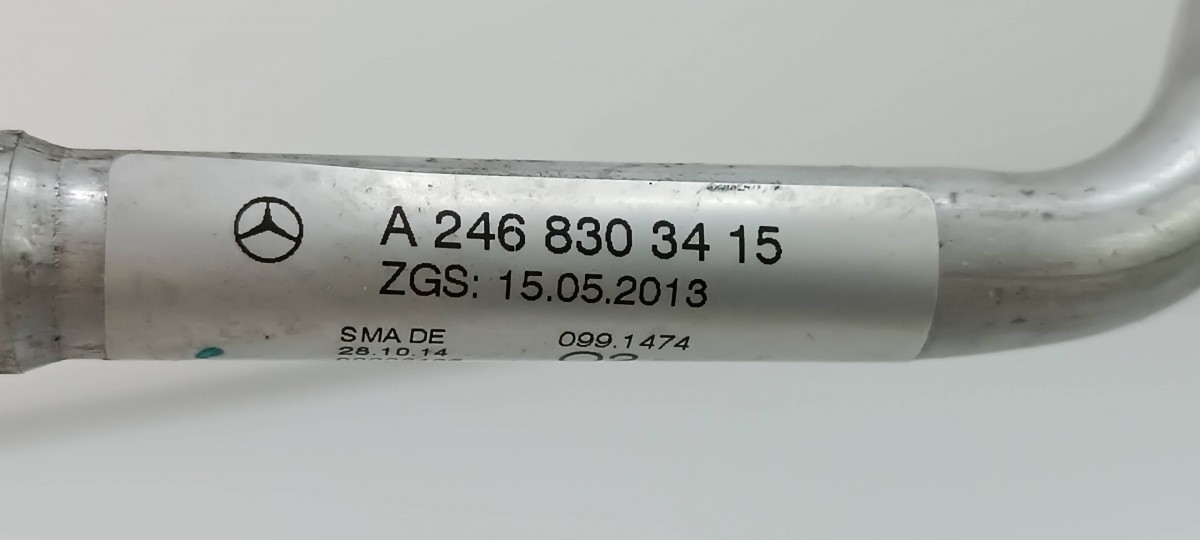 A 246 830 34 15
ZGS: 15.05.2013
SMA DE 099.1474
28.10.14